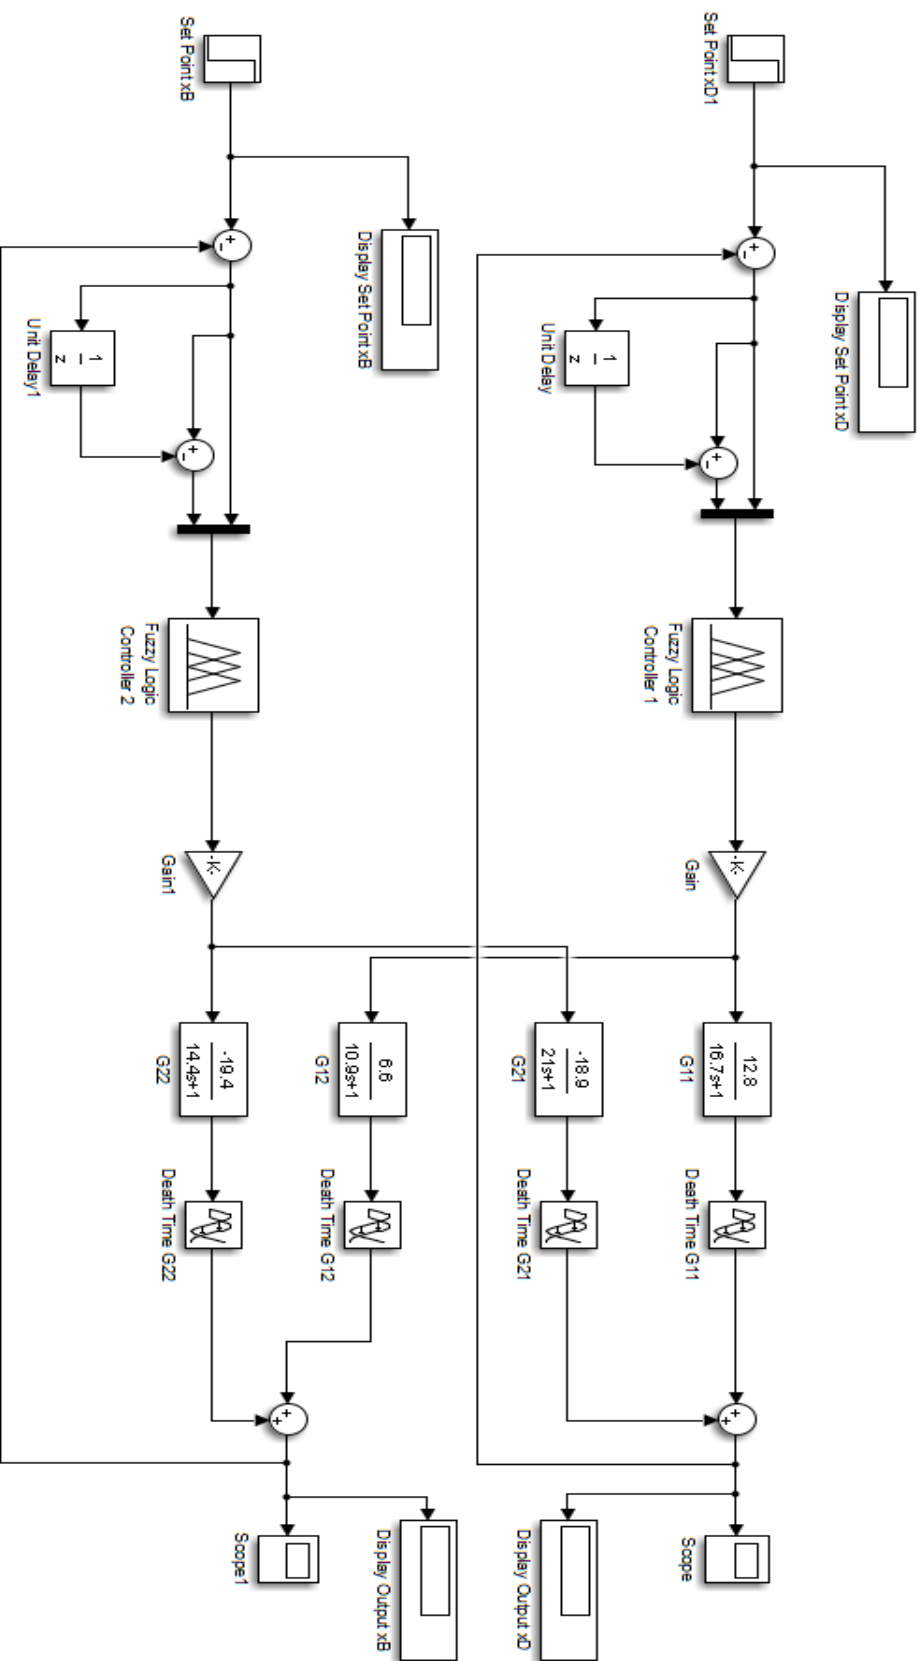 Set Point xD1
Display Set Point xD
+
-
1
z
Unit Delay
+
-
Fuzzy Logic
Controller 1
-K-
Gain
12.8
16.7s+1
G11
Death Time G11
-18.9
21s+1
G21
Death Time G21
+
+
Scope
Display Output xD
Set Point xB
Display Set Point xB
+
-
1
z
Unit Delay1
+
-
Fuzzy Logic
Controller 2
-K-
Gain1
6.6
10.9s+1
G12
Death Time G12
-19.4
14.4s+1
G22
Death Time G22
+
+
Display Output xB
Scope1